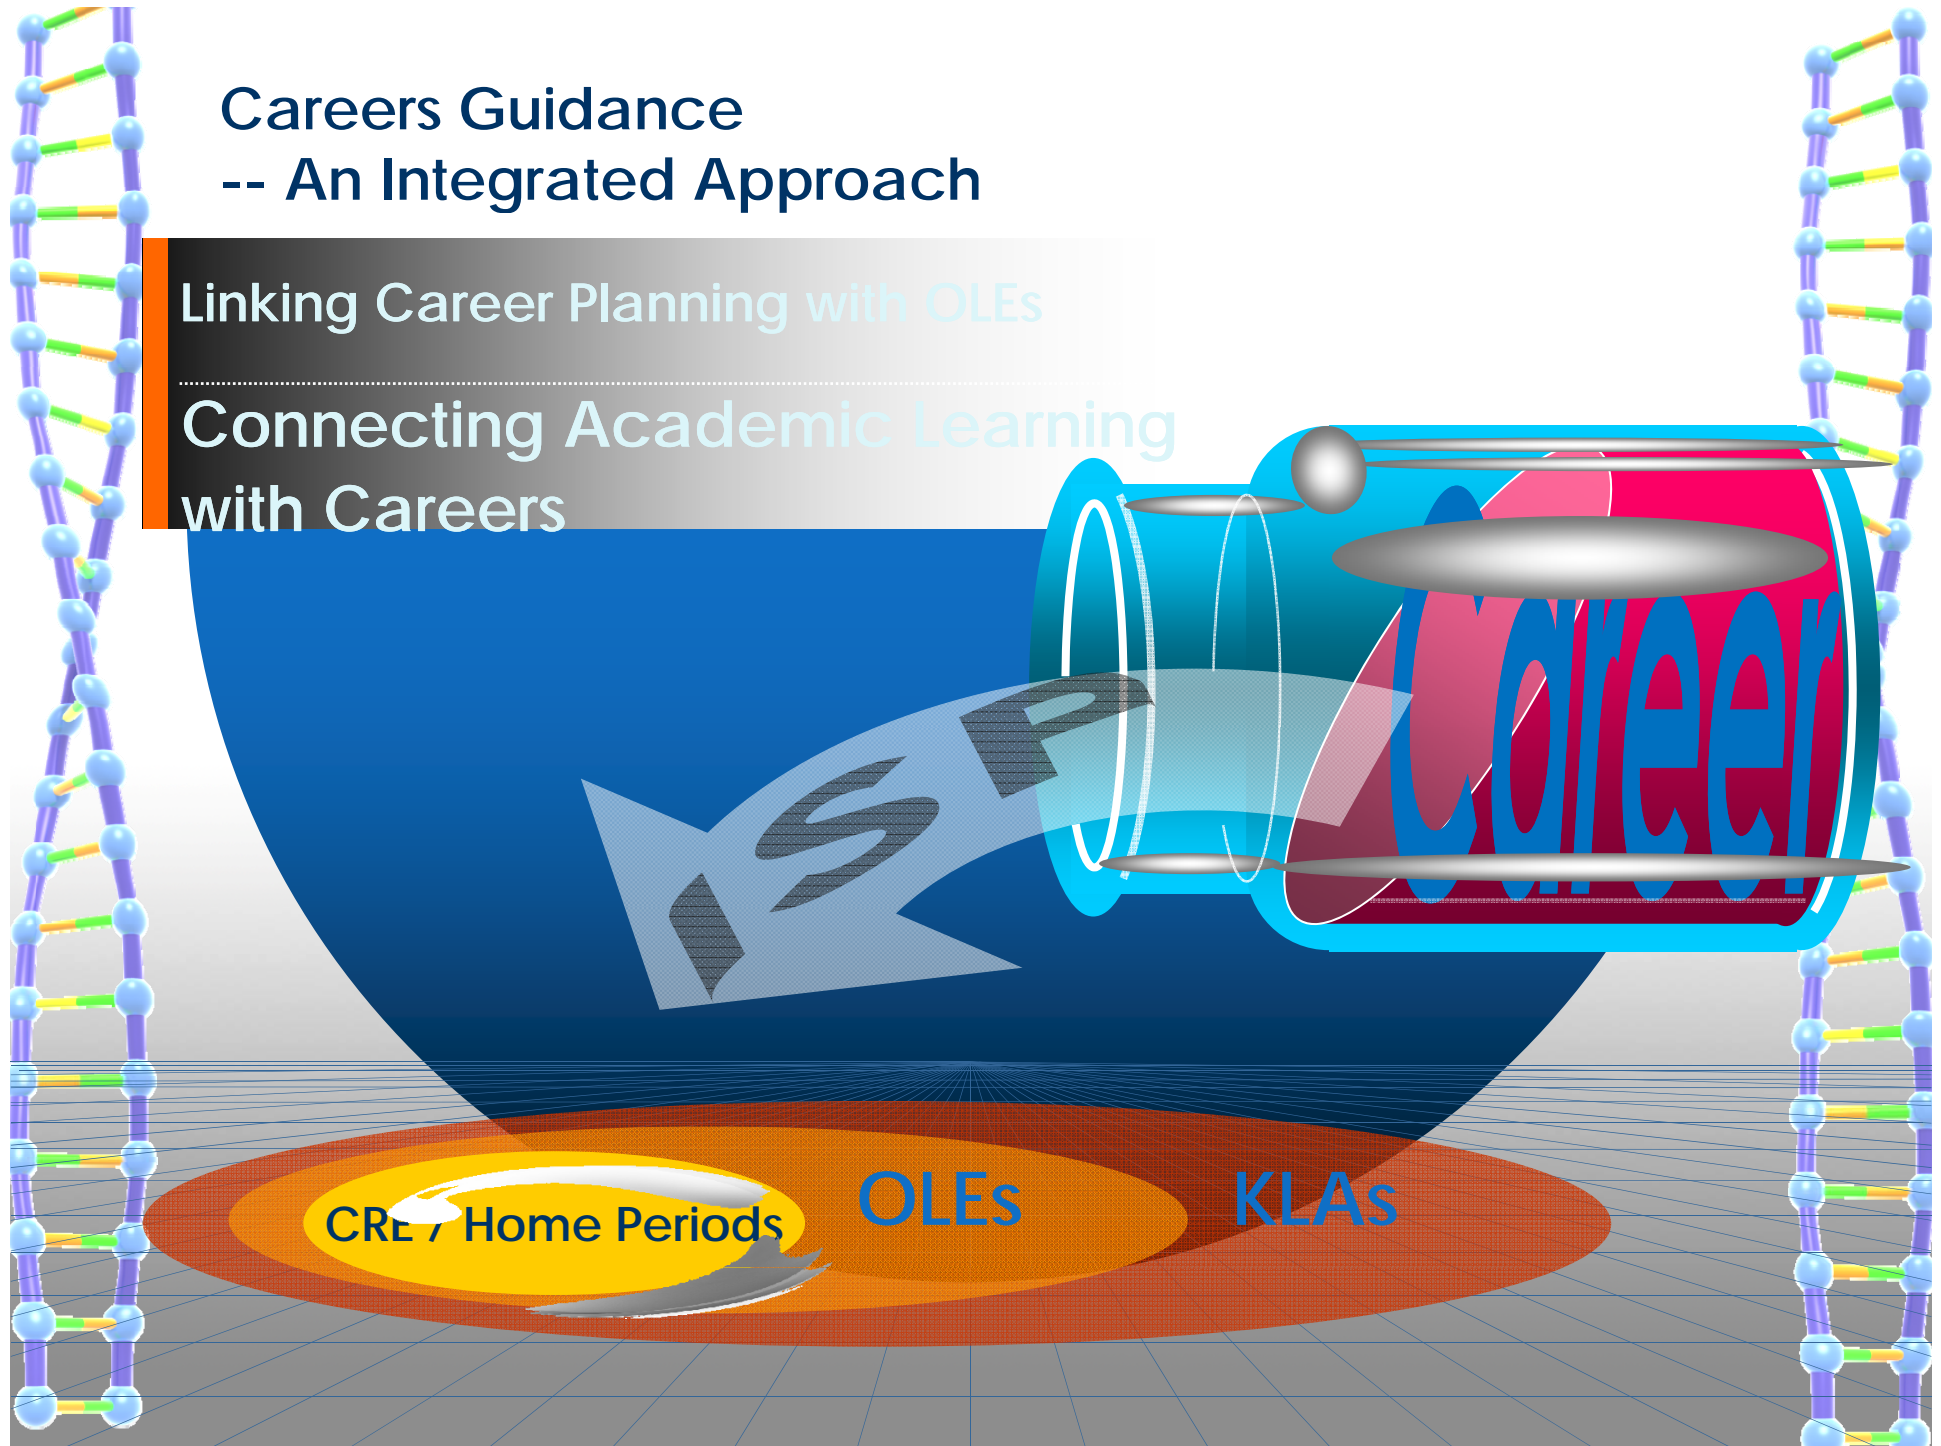 Careers Guidance
-- An Integrated Approach
Linking Career Planning with OLEs
Connecting Academic Learning
with Careers
Career
ISP
OLEs
KLAs
CRE / Home Periods